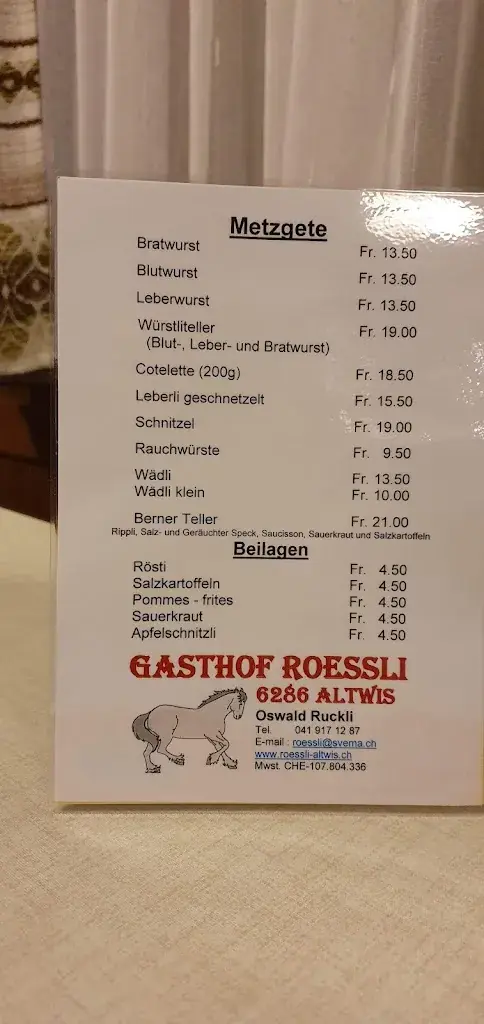 Metzgete
Bratwurst Fr. 13.50
Blutwurst Fr. 13.50
Leberwurst Fr. 13.50
Würstliteller Fr. 19.00
(Blut-, Leber- und Bratwurst)
Cotelette (200g) Fr. 18.50
Leberli geschnetzelt Fr. 15.50
Schnitzel Fr. 19.00
Rauchwürste Fr. 9.50
Wädli Fr. 13.50
Wädli klein Fr. 10.00
Berner Teller Fr. 21.00
Rippli, Salz- und Geräuchter Speck, Saucisson, Sauerkraut und Salzkartoffeln
Beilagen
Rösti Fr. 4.50
Salzkartoffeln Fr. 4.50
Pommes - frites Fr. 4.50
Sauerkraut Fr. 4.50
Apfelschnitzli Fr. 4.50
GASTHOF ROESSLI
6286 ALTWIS
Oswald Ruckli
Tel. 041 917 12 87
E-mail : roessli@svema.ch
www.roessli-altwis.ch
Mwst. CHE-107.804.336